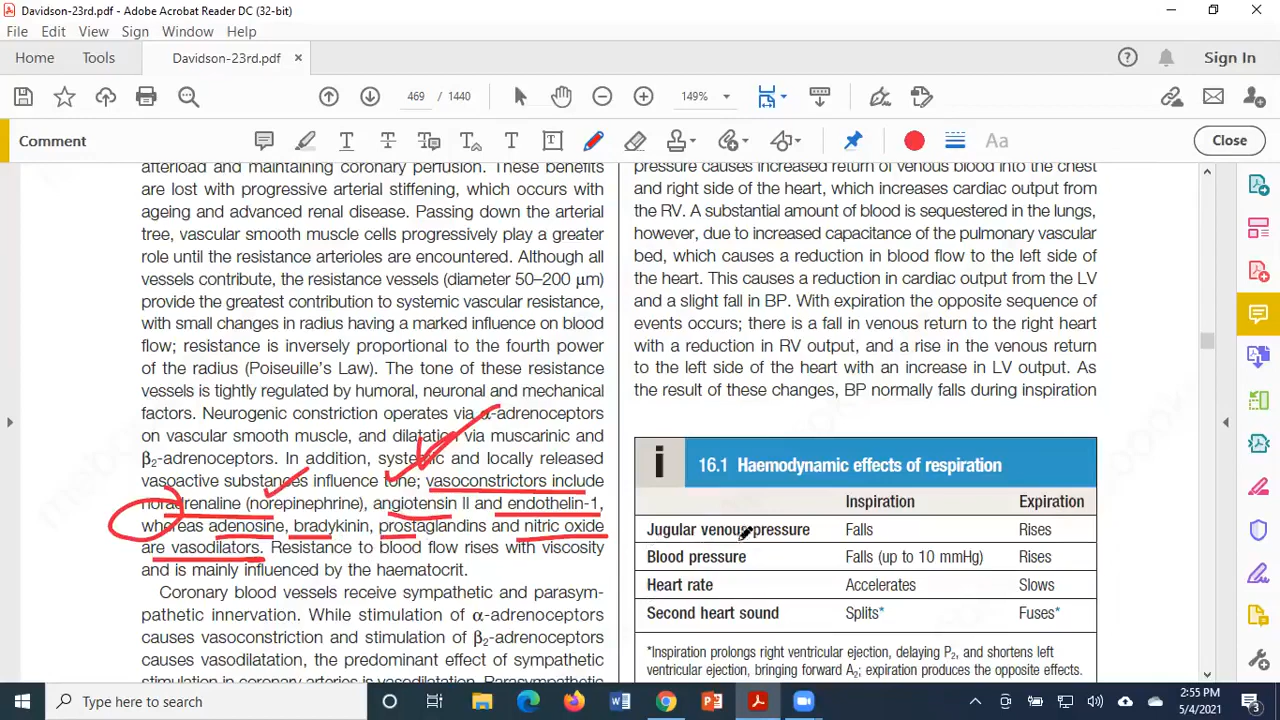 Davidson-23rd.pdf - Adobe Acrobat Reader DC (32-bit)
File Edit View Sign Window Help
Home Tools Davidson-23rd.pdf × Sign In
469 / 1440 149%
Comment Close
afterload and maintaining coronary perfusion. These benefits
are lost with progressive arterial stiffening, which occurs with
ageing and advanced renal disease. Passing down the arterial
tree, vascular smooth muscle cells progressively play a greater
role until the resistance arterioles are encountered. Although all
vessels contribute, the resistance vessels (diameter 50–200 μm)
provide the greatest contribution to systemic vascular resistance,
with small changes in radius having a marked influence on blood
flow; resistance is inversely proportional to the fourth power
of the radius (Poiseuille's Law). The tone of these resistance
vessels is tightly regulated by humoral, neuronal and mechanical
factors. Neurogenic constriction operates via α-adrenoceptors
on vascular smooth muscle, and dilatation via muscarinic and
β2-adrenoceptors. In addition, systemic and locally released
vasoactive substances influence tone; vasoconstrictors include
noradrenaline (norepinephrine), angiotensin II and endothelin-1,
whereas adenosine, bradykinin, prostaglandins and nitric oxide
are vasodilators. Resistance to blood flow rises with viscosity
and is mainly influenced by the haematocrit.
Coronary blood vessels receive sympathetic and parasym-
pathetic innervation. While stimulation of α-adrenoceptors
causes vasoconstriction and stimulation of β2-adrenoceptors
causes vasodilatation, the predominant effect of sympathetic
stimulation in coronary arteries is vasodilatation. Parasympathetic
pressure causes increased return of venous blood into the chest
and right side of the heart, which increases cardiac output from
the RV. A substantial amount of blood is sequestered in the lungs,
however, due to increased capacitance of the pulmonary vascular
bed, which causes a reduction in blood flow to the left side of
the heart. This causes a reduction in cardiac output from the LV
and a slight fall in BP. With expiration the opposite sequence of
events occurs; there is a fall in venous return to the right heart
with a reduction in RV output, and a rise in the venous return
to the left side of the heart with an increase in LV output. As
the result of these changes, BP normally falls during inspiration
i 16.1 Haemodynamic effects of respiration
Inspiration Expiration
Jugular venous pressure Falls Rises
Blood pressure Falls (up to 10 mmHg) Rises
Heart rate Accelerates Slows
Second heart sound Splits* Fuses*
*Inspiration prolongs right ventricular ejection, delaying P2, and shortens left
ventricular ejection, bringing forward A2; expiration produces the opposite effects.
Type here to search
2:55 PM
5/4/2021
3